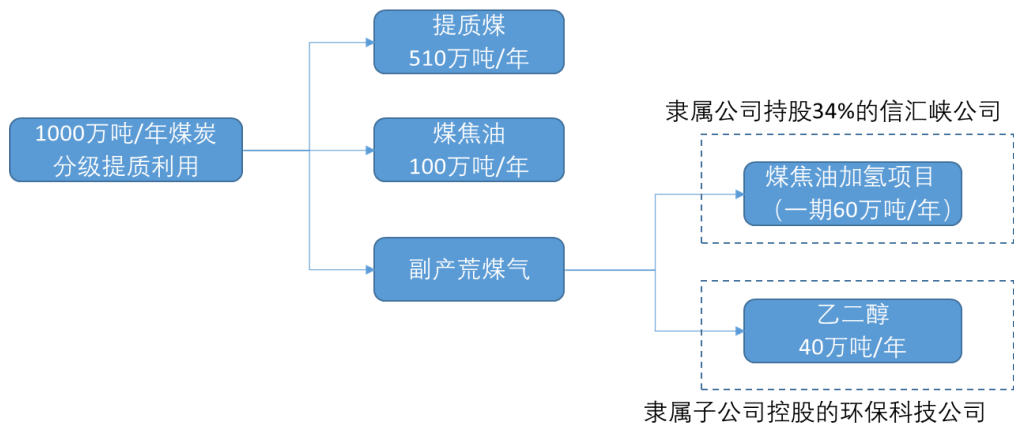 提质煤
510万吨/年
隶属公司持股34%的信汇峡公司
1000万吨/年煤炭
分级提质利用
煤焦油
100万吨/年
煤焦油加氢项目
（一期60万吨/年）
副产荒煤气
乙二醇
40万吨/年
隶属子公司控股的环保科技公司